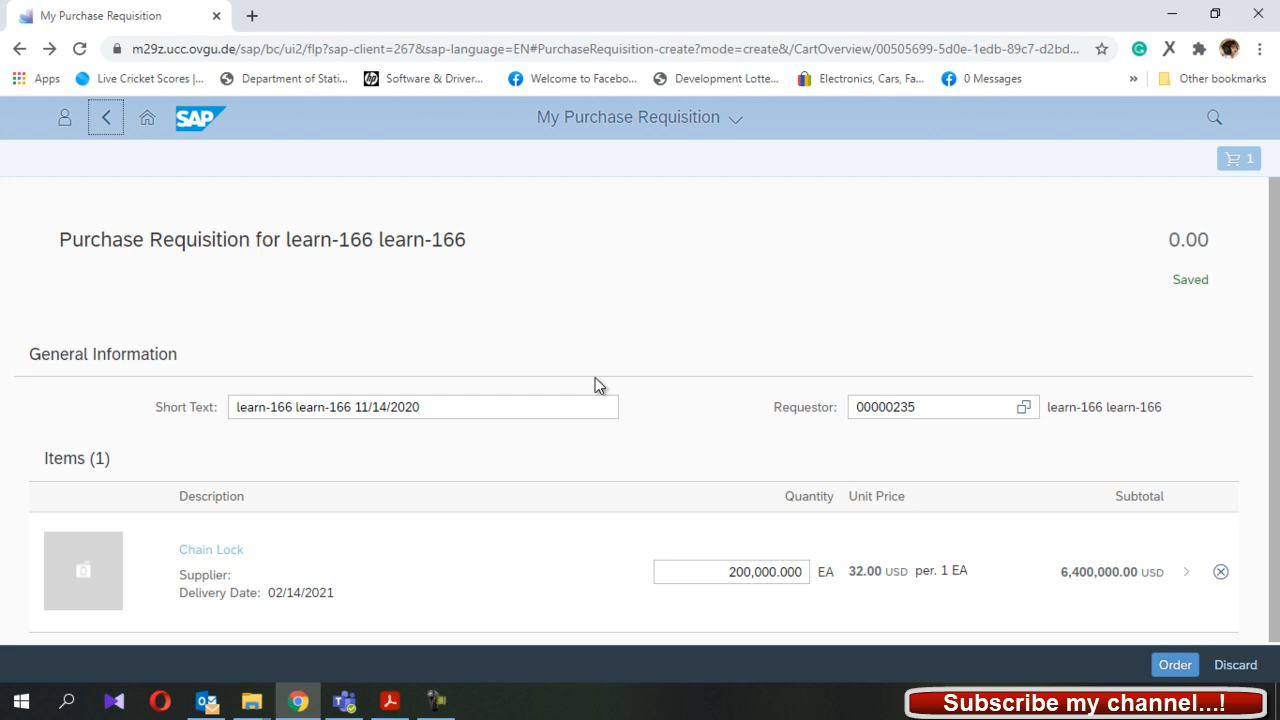 My Purchase Requisition
m29z.ucc.ovgu.de/sap/bc/ui2/flp?sap-client=267&sap-language=EN#PurchaseRequisition-create?mode=create&/CartOverview/00505699-5d0e-1edb-89c7-d2bd...
Apps Live Cricket Scores |... Department of Stati... Software & Driver... Welcome to Facebo... Development Lotte... Electronics, Cars, Fa... 0 Messages » Other bookmarks
SAP My Purchase Requisition
1
Purchase Requisition for learn-166 learn-166 0.00
Saved
General Information
Short Text: learn-166 learn-166 11/14/2020 Requestor: 00000235 learn-166 learn-166
Items (1)
Description Quantity Unit Price Subtotal
Chain Lock
200,000.000 EA 32.00 USD per. 1 EA 6,400,000.00 USD
Supplier:
Delivery Date: 02/14/2021
Order Discard
Subscribe my channel...!